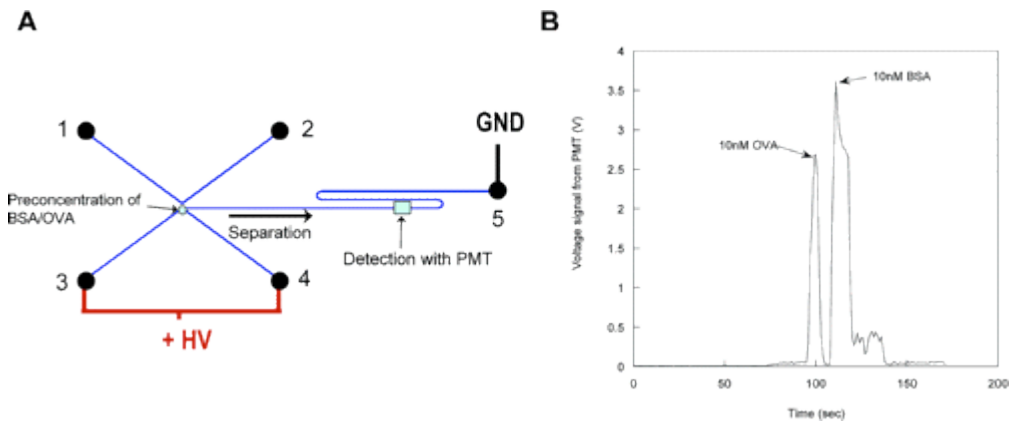 A
1
2
GND
Preconcentration of
BSA/OVA
Separation
5
Detection with PMT
3
4
+ HV
B
Voltage signal from PMT (V)
4
3.5
3
2.5
2
1.5
1
0.5
0
10nM BSA
10nM OVA
0
50
100
150
200
Time (sec)